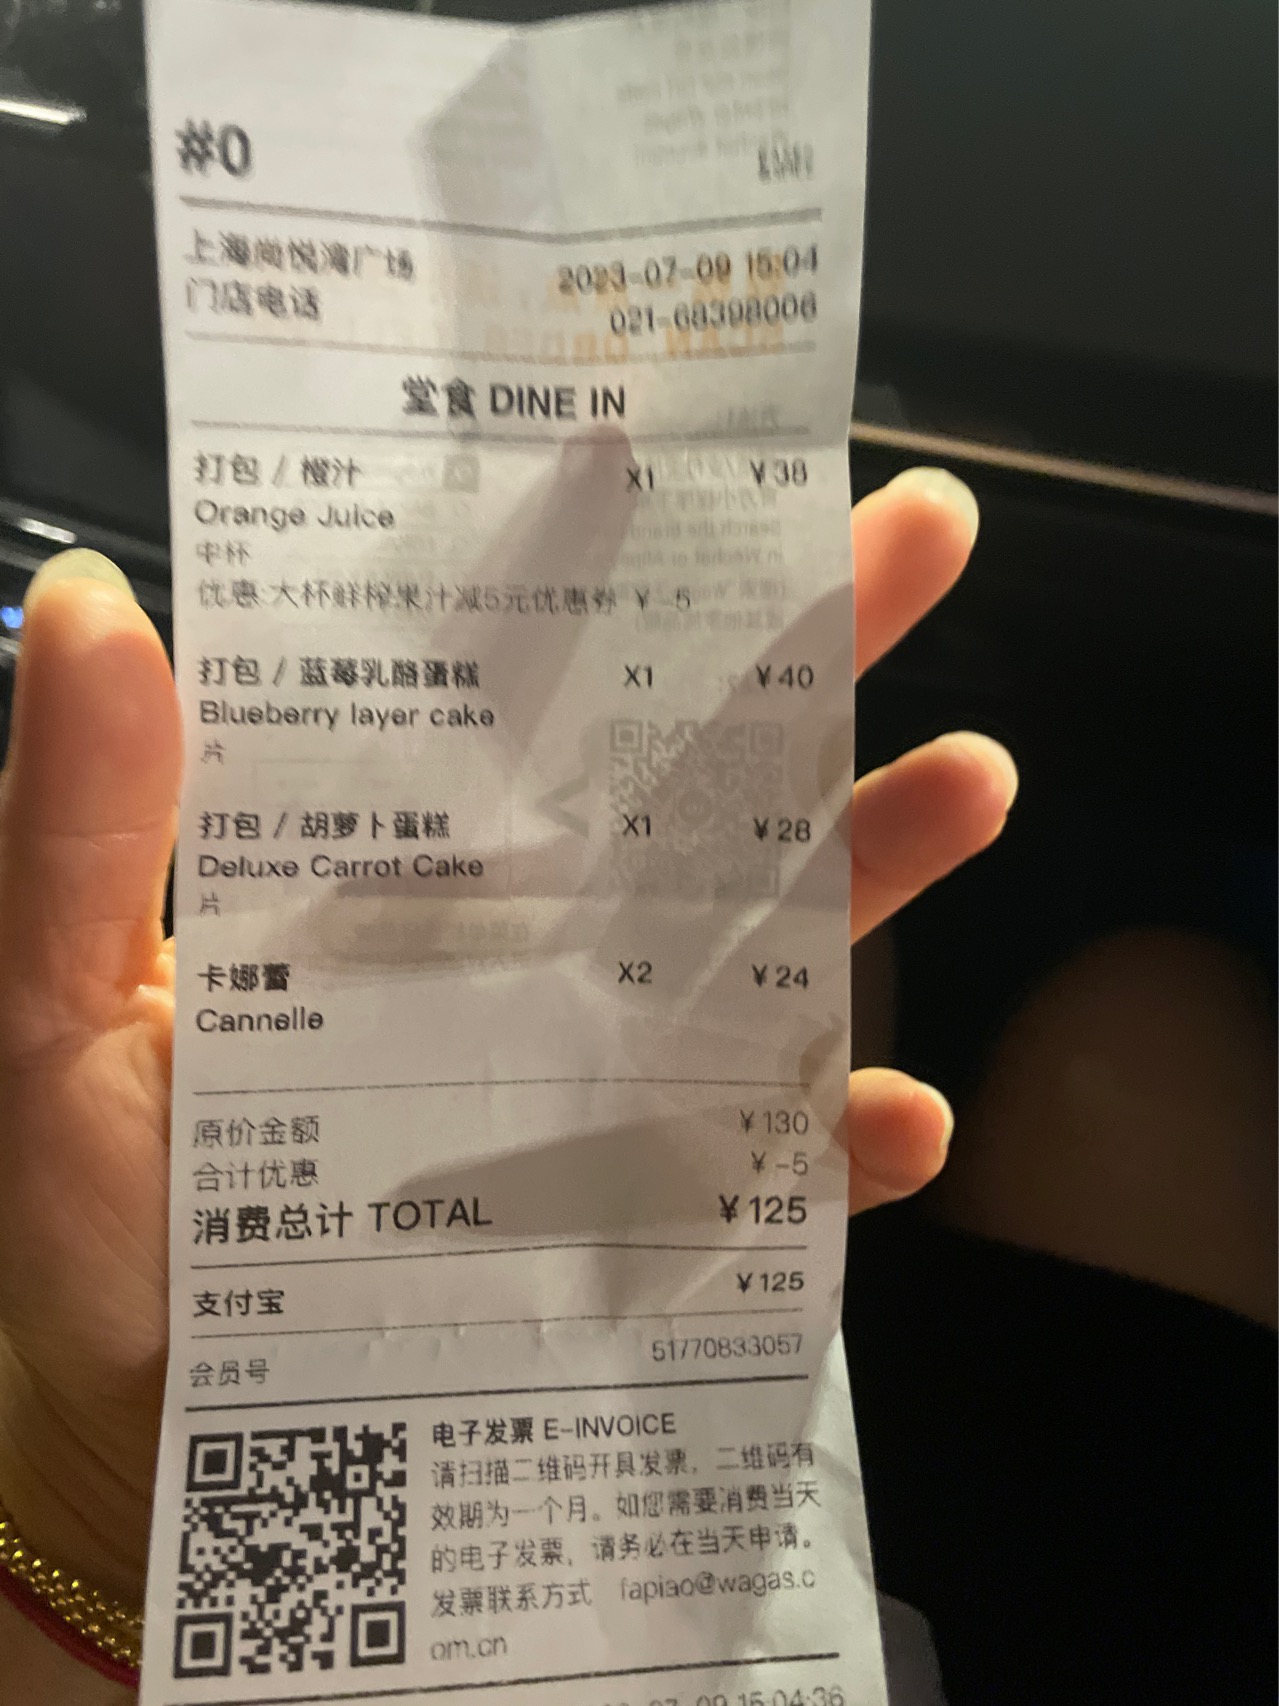 #0
上海尚悦湾广场 2023-07-09 15:04
门店电话 021-68398006
堂食 DINE IN
打包 / 橙汁 X1 ￥38
Orange Juice
中杯
优惠:大杯鲜榨果汁减5元优惠券 ￥-5
打包 / 蓝莓乳酪蛋糕 X1 ￥40
Blueberry layer cake
片
打包 / 胡萝卜蛋糕 X1 ￥28
Deluxe Carrot Cake
片
卡娜蕾 X2 ￥24
Cannelle
原价金额 ￥130
合计优惠 ￥-5
消费总计 TOTAL ￥125
支付宝 ￥125
会员号 51770833057
电子发票 E-INVOICE
请扫描二维码开具发票，二维码有
效期为一个月。如您需要消费当天
的电子发票，请务必在当天申请。
发票联系方式 fapiao@wagas.c
om.cn
07-09 15:04:36